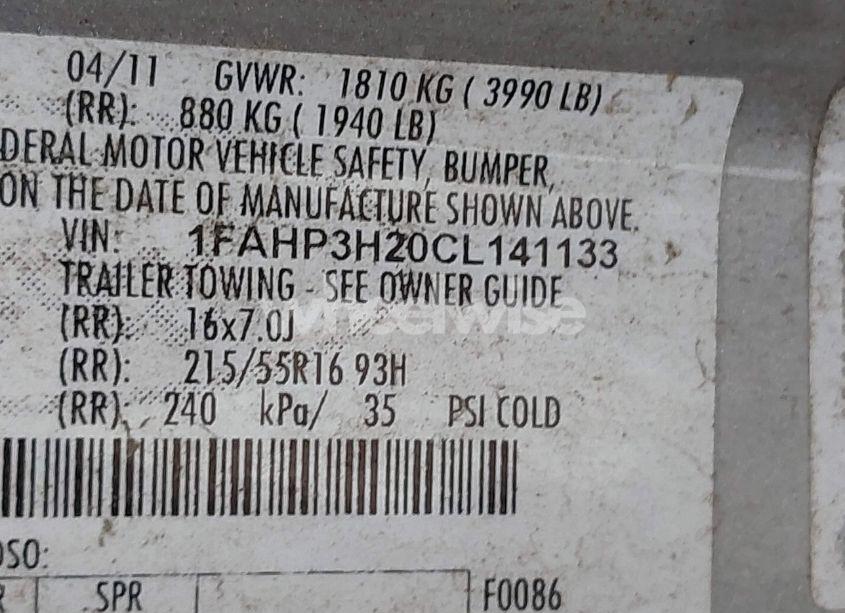 04/11 GVWR: 1810 KG ( 3990 LB)
(RR): 880 KG ( 1940 LB)
DERAL MOTOR VEHICLE SAFETY, BUMPER,
ON THE DATE OF MANUFACTURE SHOWN ABOVE.
VIN: 1FAHP3H20CL141133
TRAILER TOWING - SEE OWNER GUIDE
wheelwise
(RR): 16x7.0J
(RR): 215/55R16 93H
(RR): 240 kPa/ 35 PSI COLD
OSO:
R SPR F0086